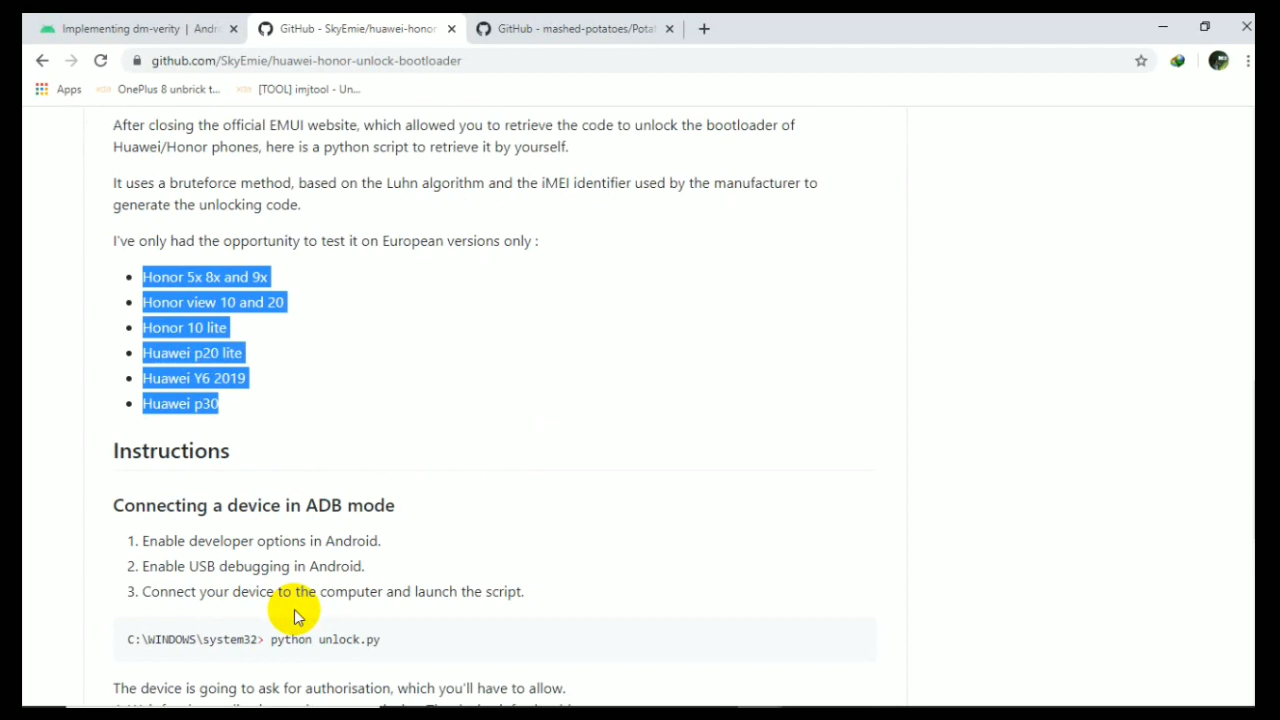 Implementing dm-verity | Andr
GitHub - SkyEmie/huawei-honor
GitHub - mashed-potatoes/Potat
github.com/SkyEmie/huawei-honor-unlock-bootloader
Apps
OnePlus 8 unbrick t...
[TOOL] imjtool - Un...
After closing the official EMUI website, which allowed you to retrieve the code to unlock the bootloader of
Huawei/Honor phones, here is a python script to retrieve it by yourself.
It uses a bruteforce method, based on the Luhn algorithm and the iMEI identifier used by the manufacturer to
generate the unlocking code.
I've only had the opportunity to test it on European versions only :
• Honor 5x 8x and 9x
• Honor view 10 and 20
• Honor 10 lite
• Huawei p20 lite
• Huawei Y6 2019
• Huawei p30
Instructions
Connecting a device in ADB mode
1. Enable developer options in Android.
2. Enable USB debugging in Android.
3. Connect your device to the computer and launch the script.
C:\WINDOWS\system32> python unlock.py
The device is going to ask for authorisation, which you'll have to allow.